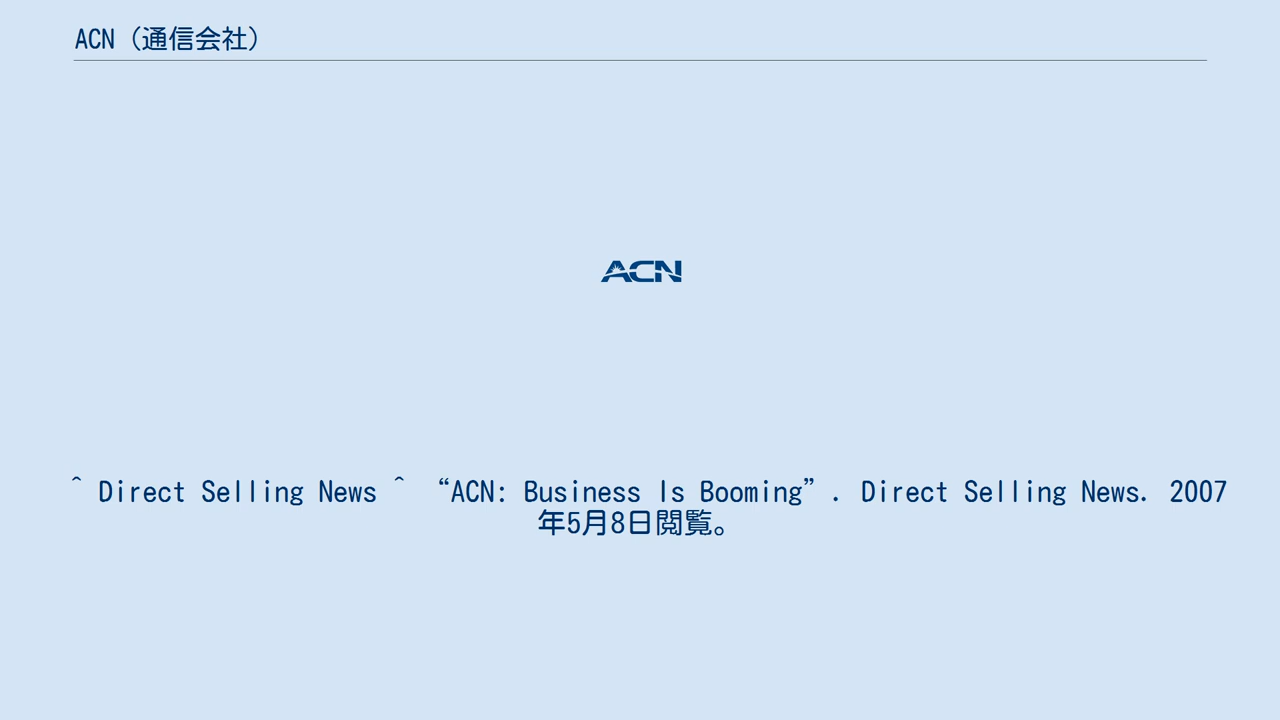 ACN（通信会社）
ACN
^ Direct Selling News ^ “ACN: Business Is Booming”. Direct Selling News. 2007
年5月8日閲覧。